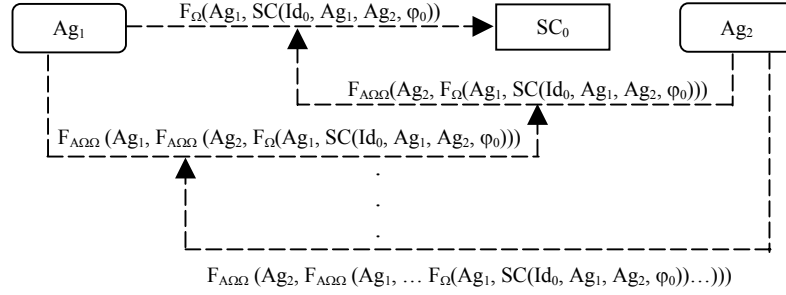 F_Ω(Ag₁, SC(Id₀, Ag₁, Ag₂, φ₀))
Ag₁
SC₀
Ag₂
F_AΩΩ(Ag₂, F_Ω(Ag₁, SC(Id₀, Ag₁, Ag₂, φ₀)))
F_AΩΩ (Ag₁, F_AΩΩ (Ag₂, F_Ω(Ag₁, SC(Id₀, Ag₁, Ag₂, φ₀)))
.
.
.
F_AΩΩ (Ag₂, F_AΩΩ (Ag₁, … F_Ω(Ag₁, SC(Id₀, Ag₁, Ag₂, φ₀))…)))